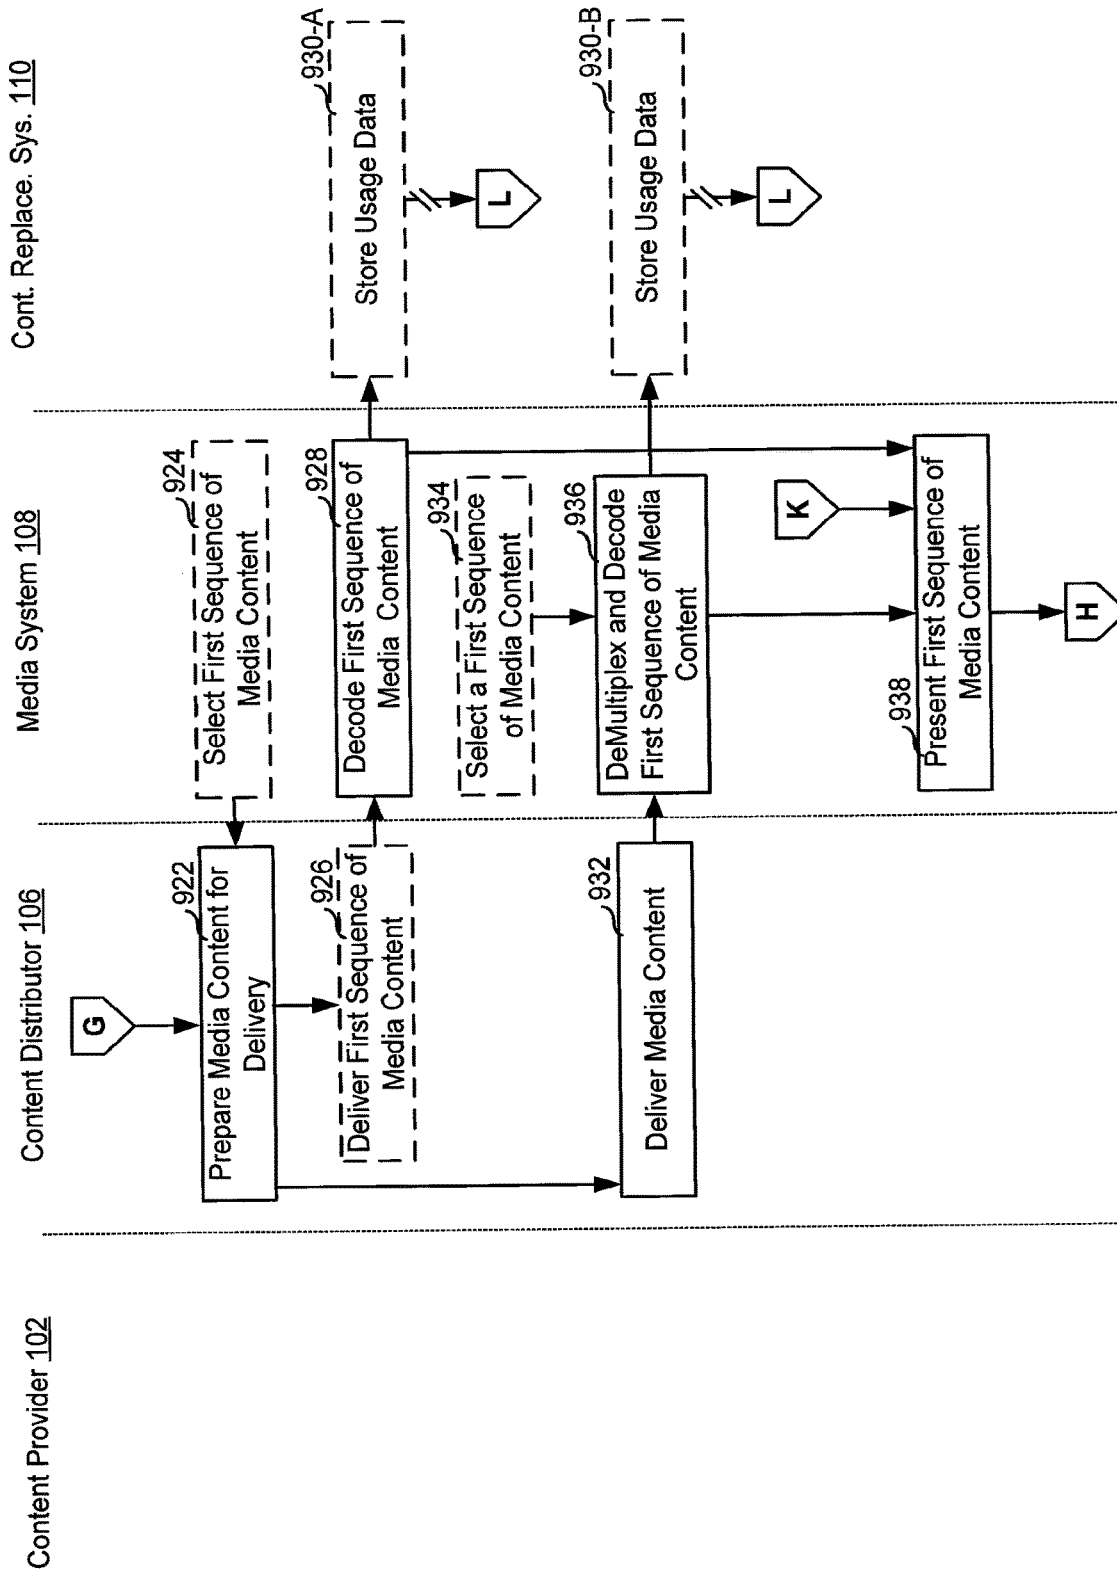 Content Provider 102
Content Distributor 106
Media System 108
Cont. Replace. Sys. 110
G
922
Prepare Media Content for
Delivery
924
Select First Sequence of
Media Content
926
Deliver First Sequence of
Media Content
928
Decode First Sequence of
Media Content
930-A
Store Usage Data
L
934
Select a First Sequence
of Media Content
932
Deliver Media Content
936
DeMultiplex and Decode
First Sequence of Media
Content
930-B
Store Usage Data
L
K
938
Present First Sequence of
Media Content
H